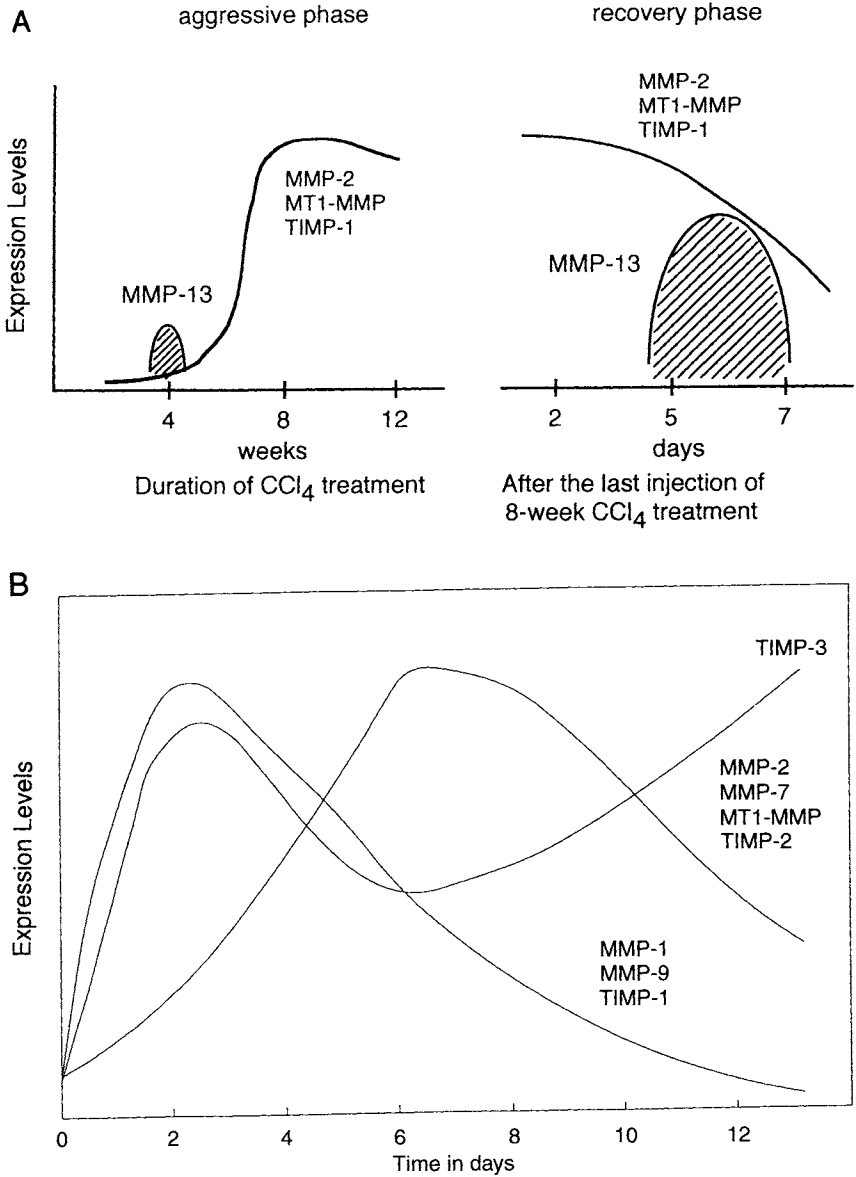 A
aggressive phase
recovery phase
Expression Levels
MMP-13
MMP-2
MT1-MMP
TIMP-1
4
8
12
weeks
Duration of CCl4 treatment
MMP-2
MT1-MMP
TIMP-1
MMP-13
2
5
7
days
After the last injection of
8-week CCl4 treatment
B
Expression Levels
TIMP-3
MMP-2
MMP-7
MT1-MMP
TIMP-2
MMP-1
MMP-9
TIMP-1
0
2
4
6
8
10
12
Time in days